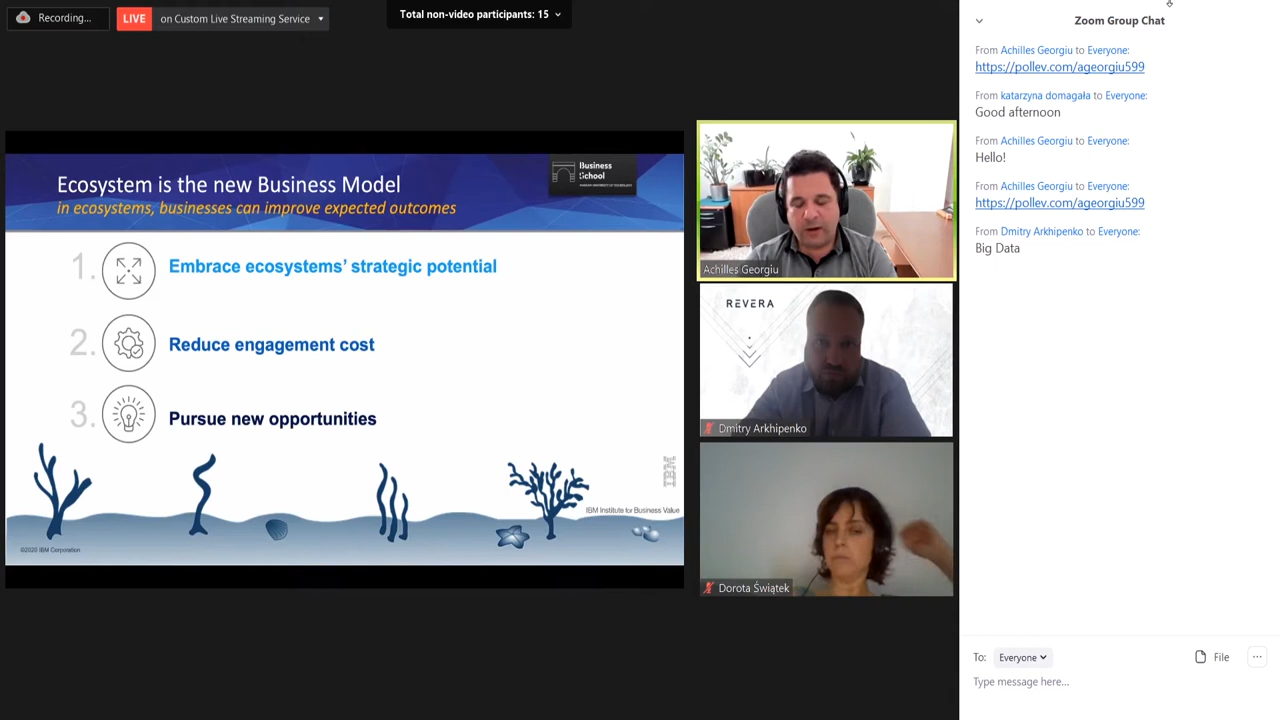 Recording...
LIVE on Custom Live Streaming Service
Total non-video participants: 15
Ecosystem is the new Business Model
in ecosystems, businesses can improve expected outcomes
Business
School
WARSAW UNIVERSITY OF TECHNOLOGY
1. Embrace ecosystems' strategic potential
2. Reduce engagement cost
3. Pursue new opportunities
IBM
IBM Institute for Business Value
©2020 IBM Corporation
Achilles Georgiu
REVERA
Dmitry Arkhipenko
Dorota Świątek
Zoom Group Chat
From Achilles Georgiu to Everyone:
https://pollev.com/ageorgiu599
From katarzyna domagała to Everyone:
Good afternoon
From Achilles Georgiu to Everyone:
Hello!
From Achilles Georgiu to Everyone:
https://pollev.com/ageorgiu599
From Dmitry Arkhipenko to Everyone:
Big Data
To: Everyone
File
Type message here...